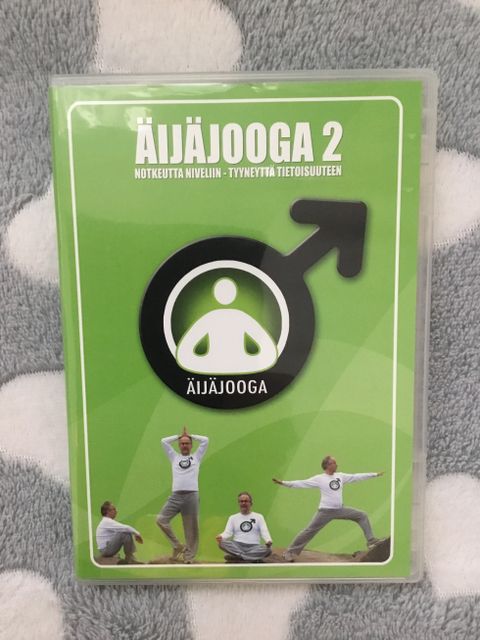 ÄIJÄJOOGA 2
NOTKEUTTA NIVELIIN - TYYNEYTTÄ TIETOISUUTEEN
ÄIJÄJOOGA